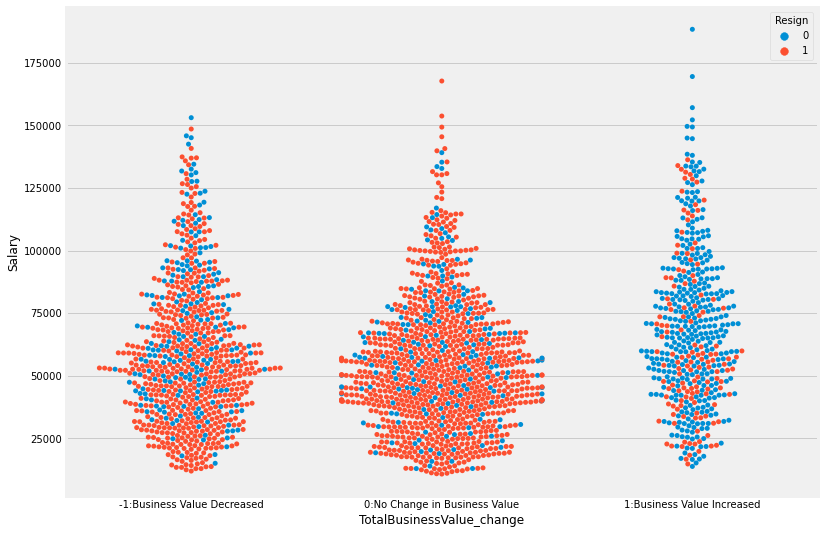 Resign
0
1
175000
150000
125000
100000
75000
50000
25000
Salary
-1:Business Value Decreased
0:No Change in Business Value
1:Business Value Increased
TotalBusinessValue_change